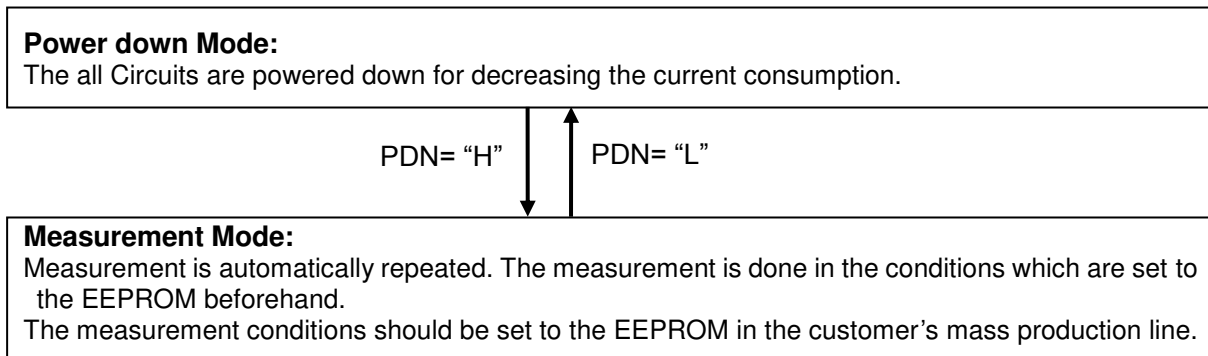 Power down Mode:
The all Circuits are powered down for decreasing the current consumption.
PDN= “H”
PDN= “L”
Measurement Mode:
Measurement is automatically repeated. The measurement is done in the conditions which are set to
the EEPROM beforehand.
The measurement conditions should be set to the EEPROM in the customer’s mass production line.